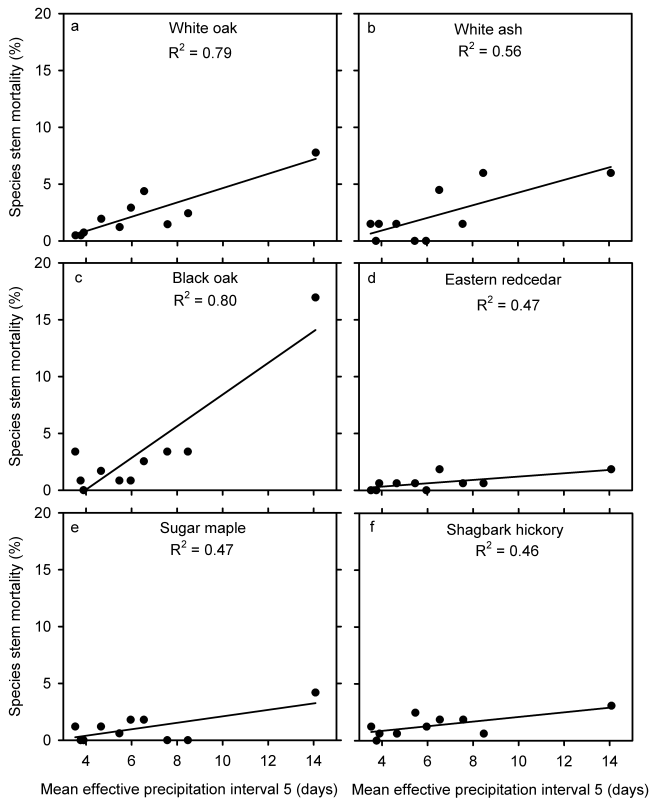 a White oak
R² = 0.79
b White ash
R² = 0.56
Species stem mortality (%)
20
15
10
5
0
c Black oak
R² = 0.80
d Eastern redcedar
R² = 0.47
Species stem mortality (%)
20
15
10
5
0
e Sugar maple
R² = 0.47
f Shagbark hickory
R² = 0.46
Species stem mortality (%)
20
15
10
5
0
4 6 8 10 12 14
4 6 8 10 12 14
Mean effective precipitation interval 5 (days)
Mean effective precipitation interval 5 (days)